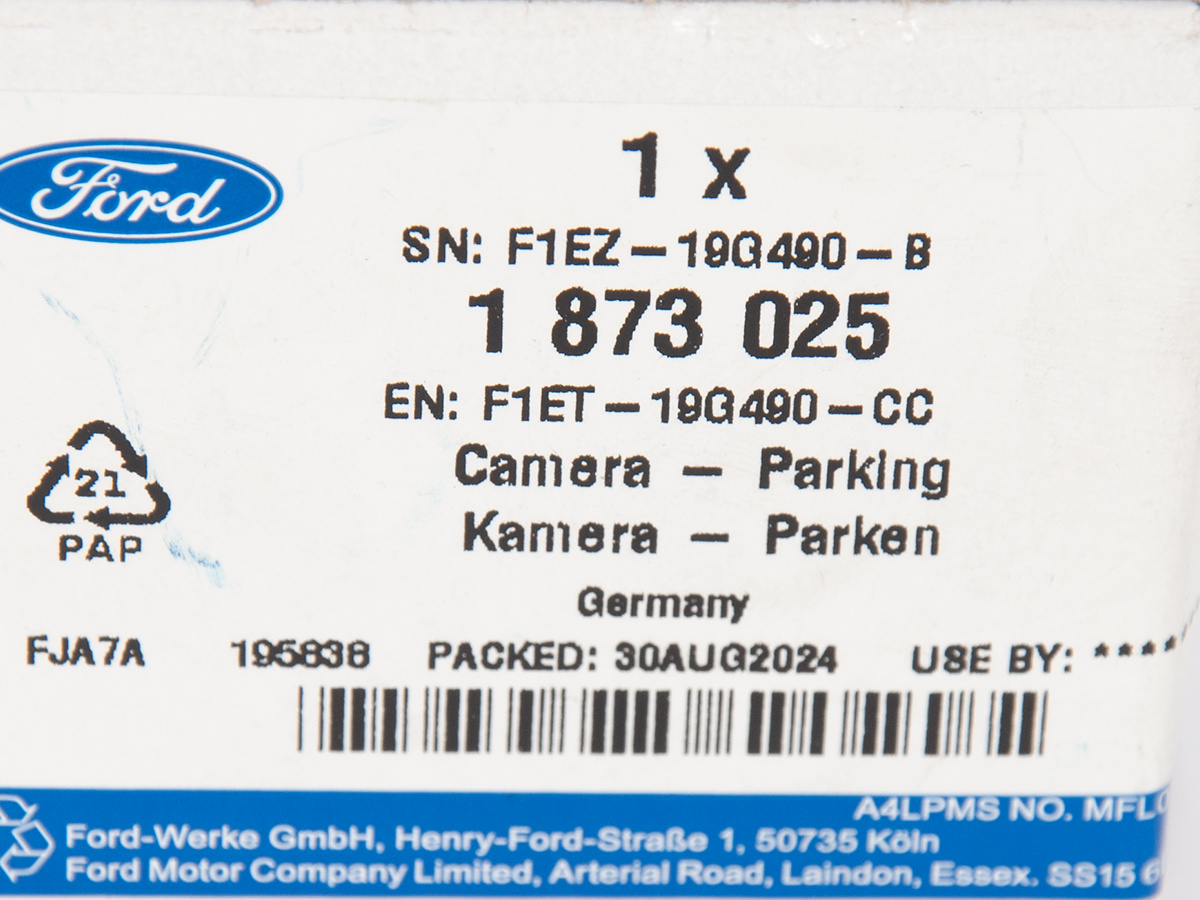 Ford
1 x
SN: F1EZ-19G490-B
1 873 025
EN: F1ET-19G490-CC
Camera - Parking
Kamera - Parken
21
PAP
Germany
FJA7A 195838 PACKED: 30AUG2024 USE BY: ****
A4LPMS NO.
Ford-Werke GmbH, Henry-Ford-Straße 1, 50735 Köln
Ford Motor Company Limited, Arterial Road, Laindon, Essex. SS15